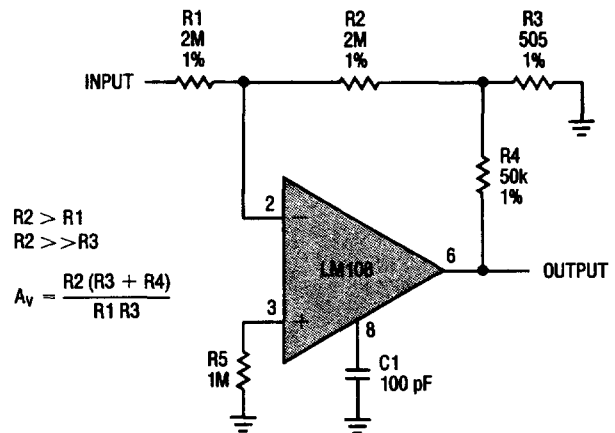 R1
2M
1%
R2
2M
1%
R3
505
1%
INPUT
R4
50k
1%
2
−
R2 > R1
R2 >>R3
LM108
6
OUTPUT
A_V = R2 (R3 + R4)
R1 R3
3
+
8
R5
1M
C1
100 pF